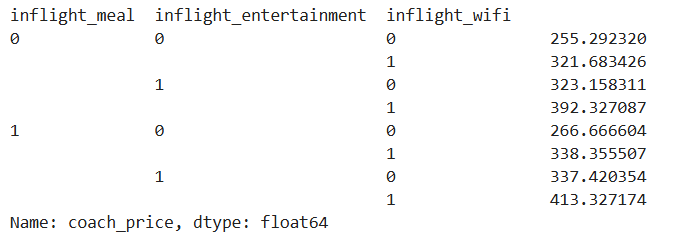 inflight_meal  inflight_entertainment  inflight_wifi
0              0                       0                255.292320
                                       1                321.683426
               1                       0                323.158311
                                       1                392.327087
1              0                       0                266.666604
                                       1                338.355507
               1                       0                337.420354
                                       1                413.327174
Name: coach_price, dtype: float64